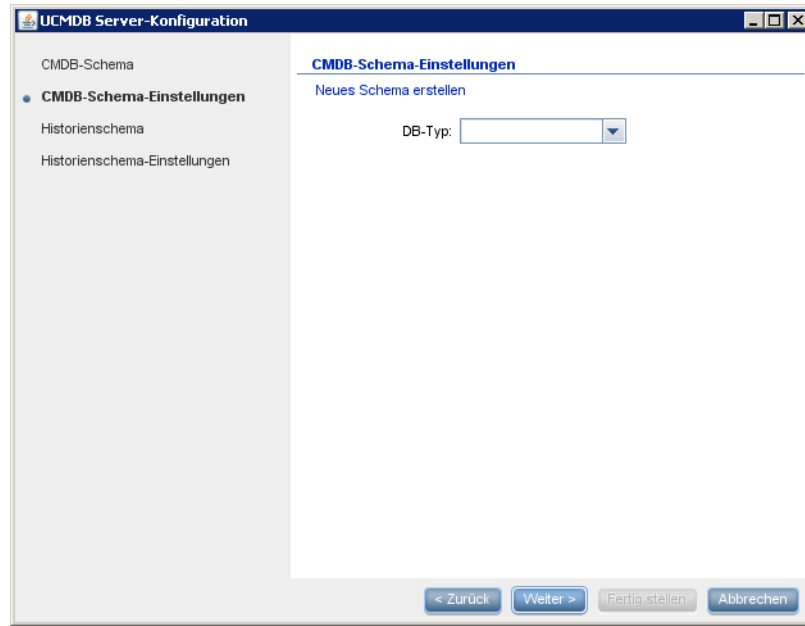 UCMDB Server-Konfiguration
CMDB-Schema
CMDB-Schema-Einstellungen
Historienschema
Historienschema-Einstellungen
CMDB-Schema-Einstellungen
Neues Schema erstellen
DB-Typ:
< Zurück
Weiter >
Fertig stellen
Abbrechen